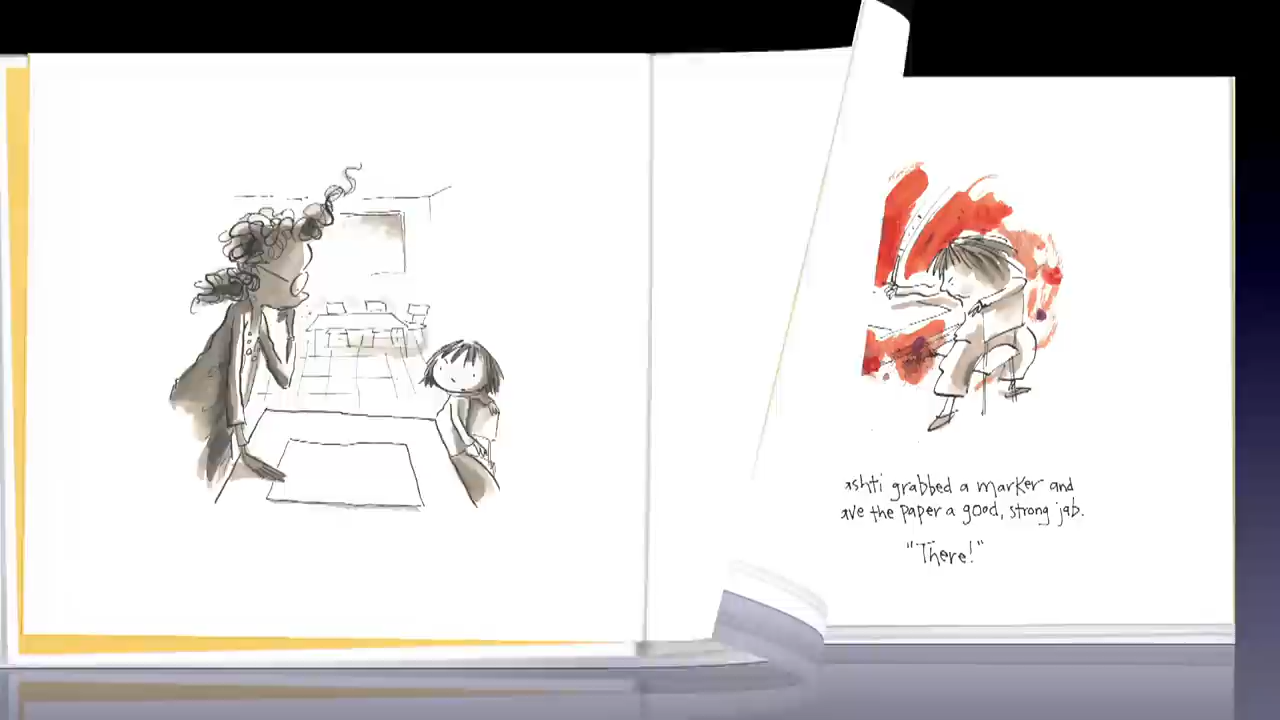 ashti grabbed a marker and
ave the paper a good, strong jab.
"There!"